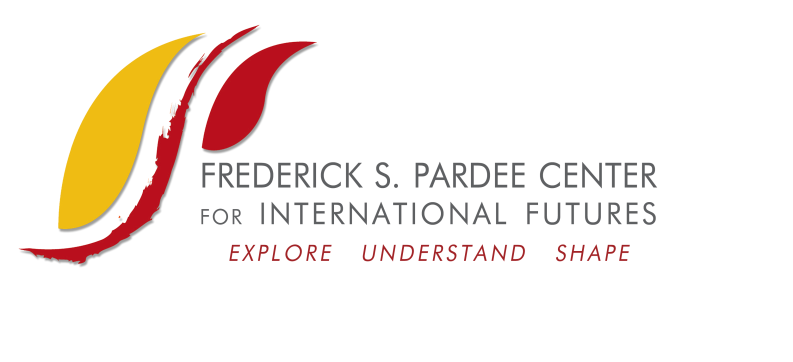 FREDERICK S. PARDEE CENTER
FOR INTERNATIONAL FUTURES
EXPLORE UNDERSTAND SHAPE